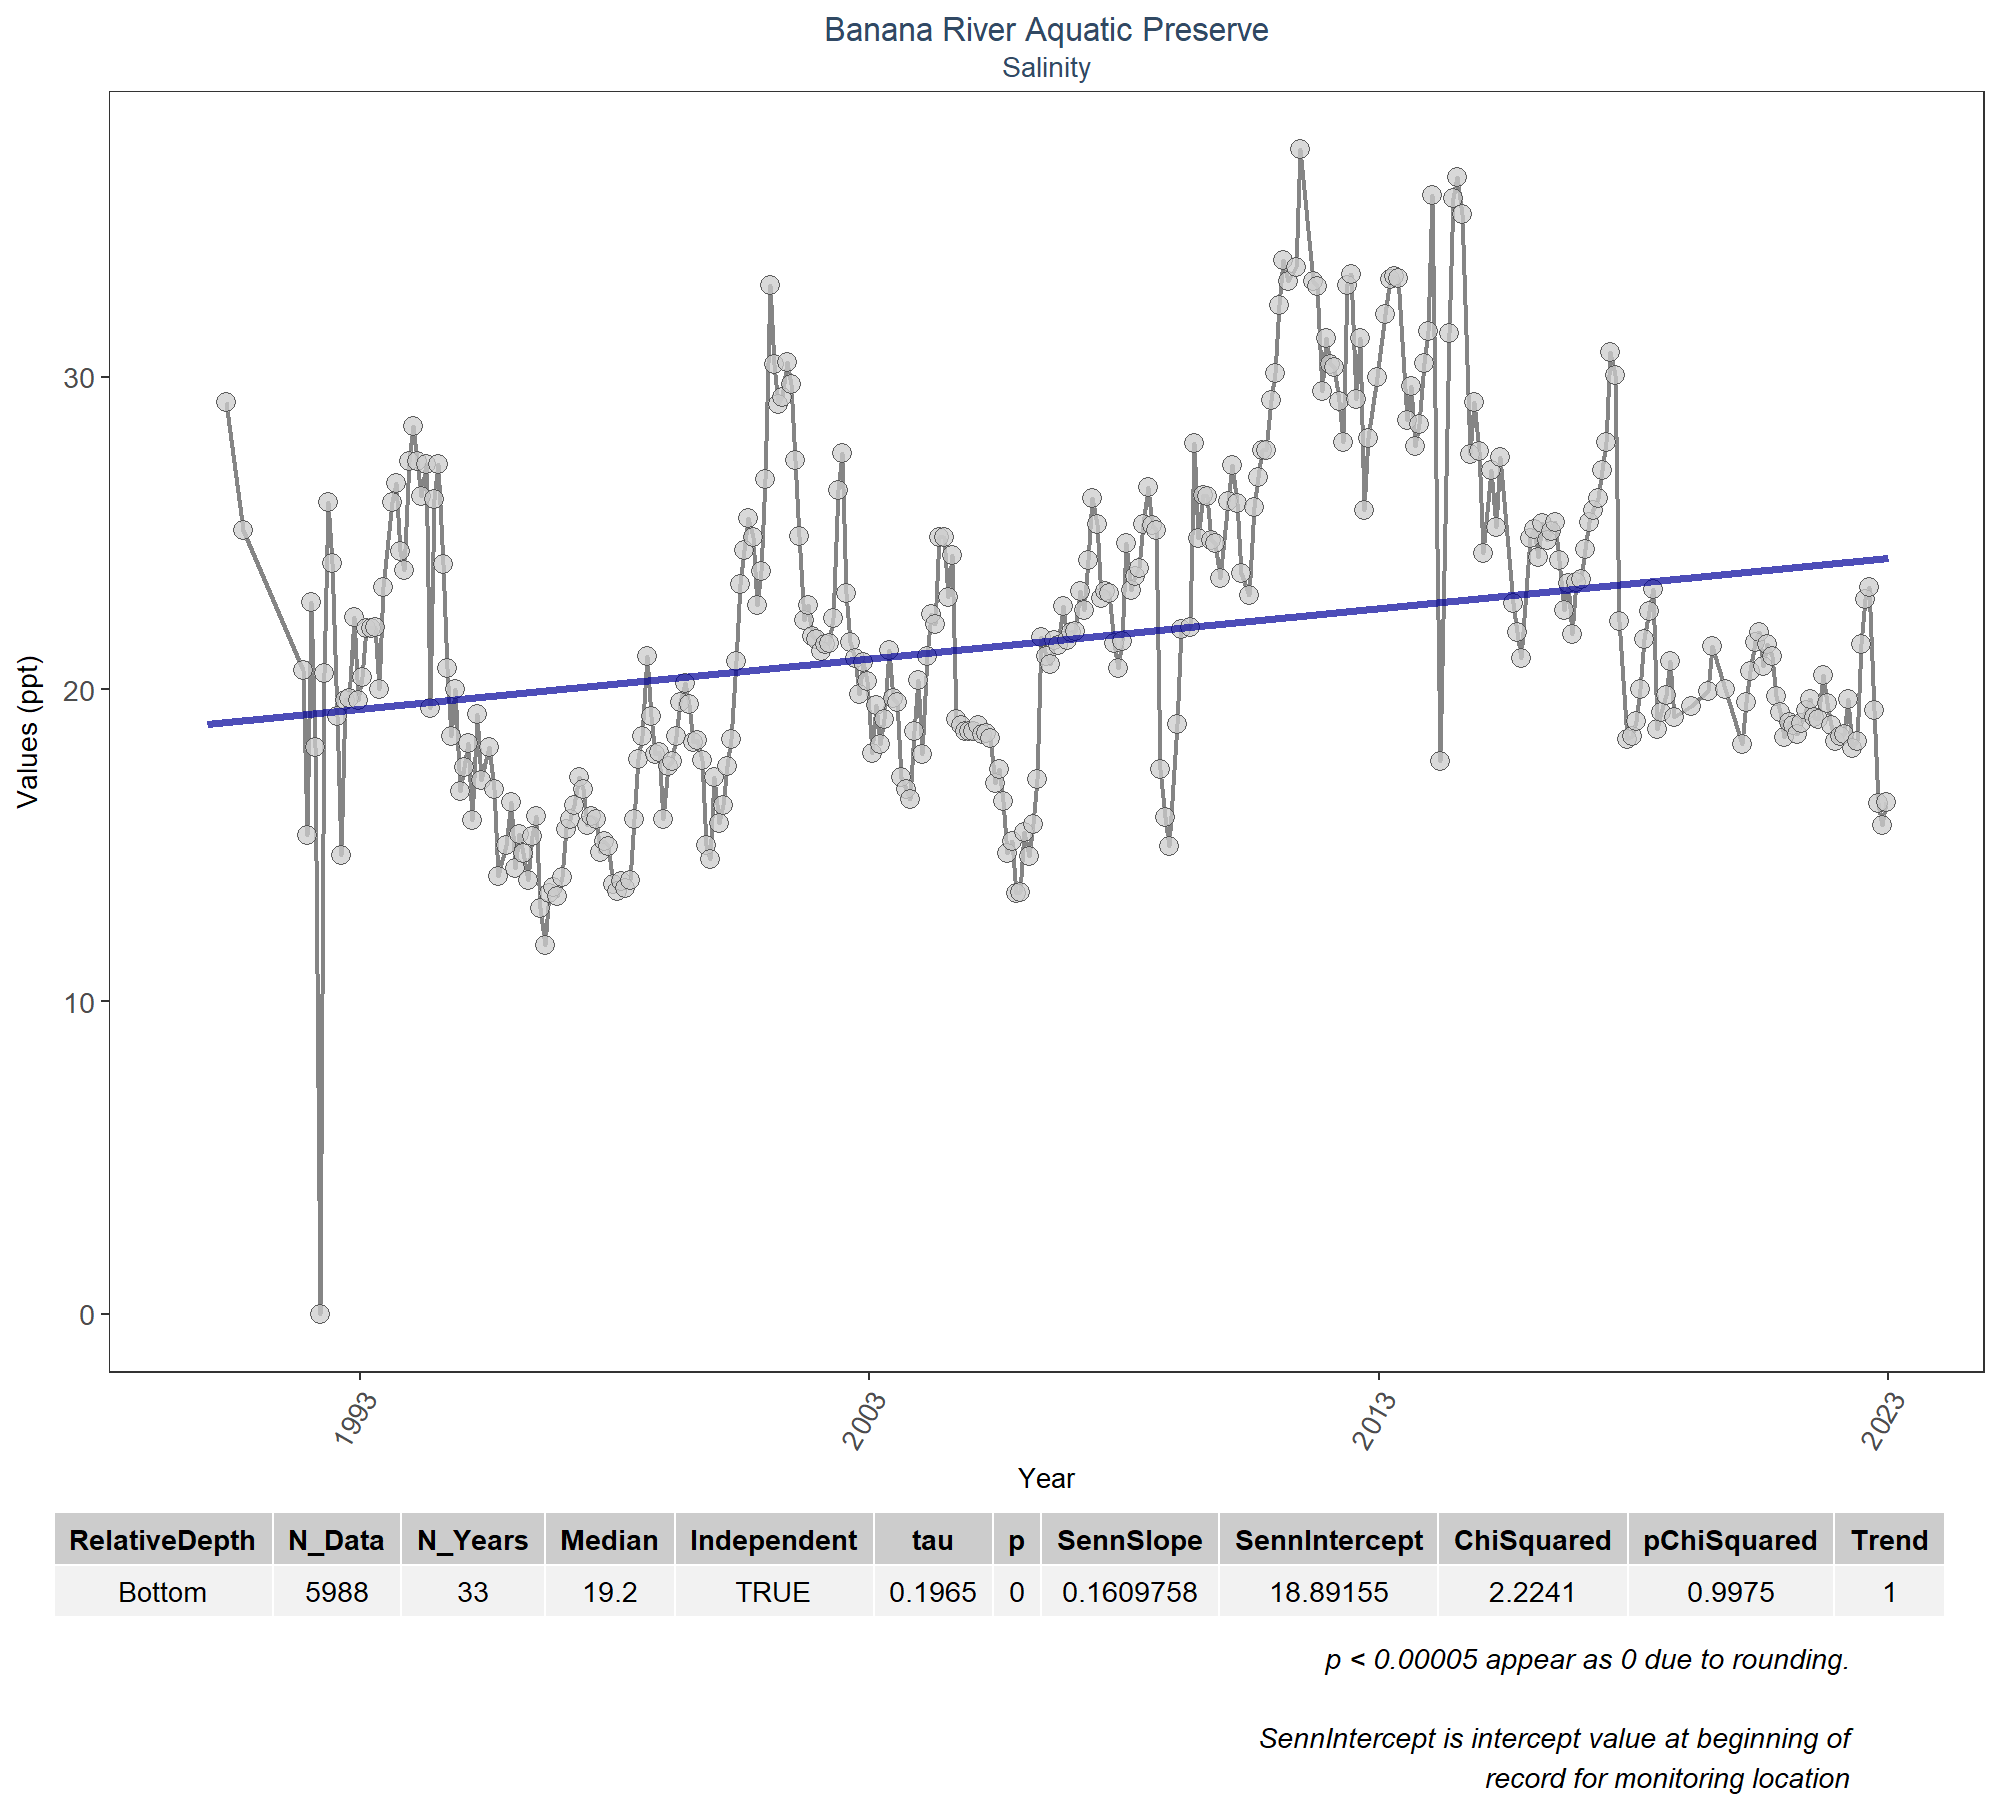 Banana River Aquatic Preserve
Salinity
Values (ppt)
30
20
10
0
1993
2003
2013
2023
Year
RelativeDepth N_Data N_Years Median Independent tau p SennSlope SennIntercept ChiSquared pChiSquared Trend
Bottom 5988 33 19.2 TRUE 0.1965 0 0.1609758 18.89155 2.2241 0.9975 1
p < 0.00005 appear as 0 due to rounding.
SennIntercept is intercept value at beginning of
record for monitoring location